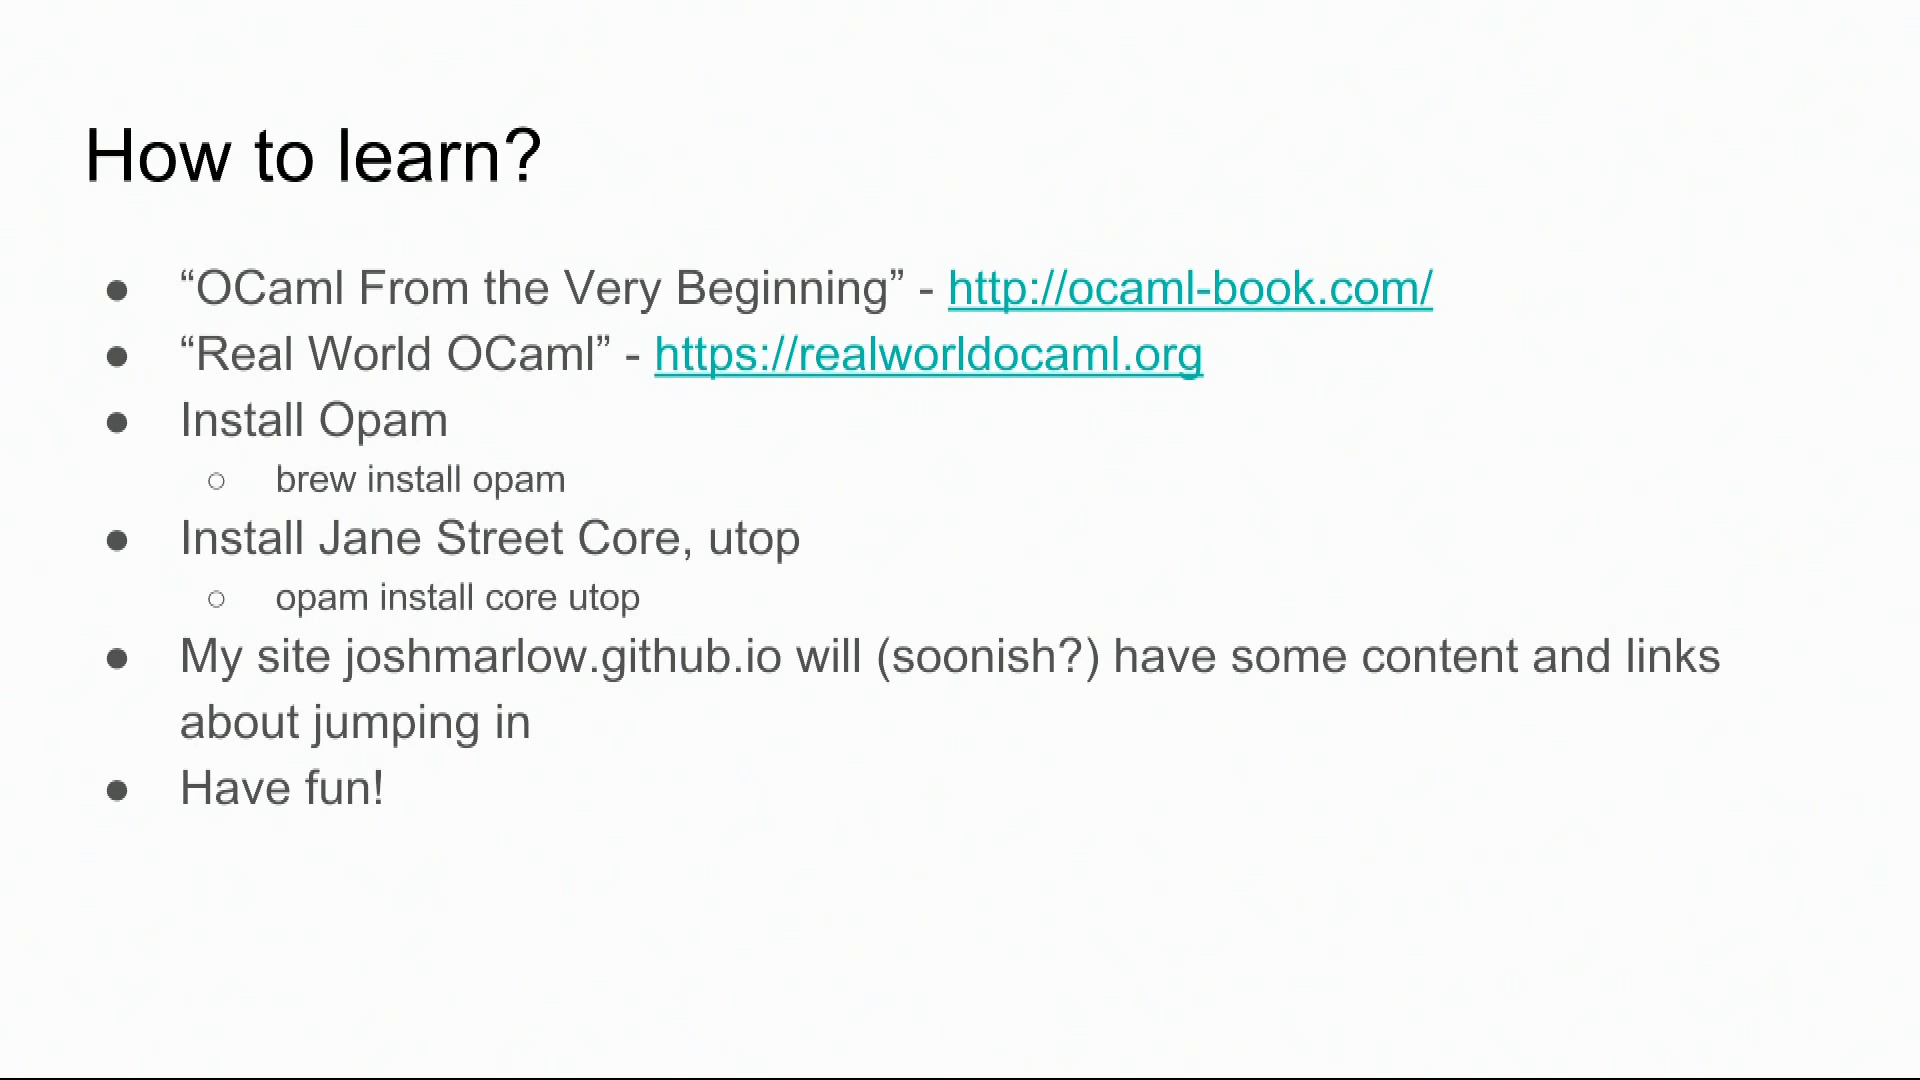 How to learn?
● “OCaml From the Very Beginning” - http://ocaml-book.com/
● “Real World OCaml” - https://realworldocaml.org
● Install Opam
○ brew install opam
● Install Jane Street Core, utop
○ opam install core utop
● My site joshmarlow.github.io will (soonish?) have some content and links
about jumping in
● Have fun!